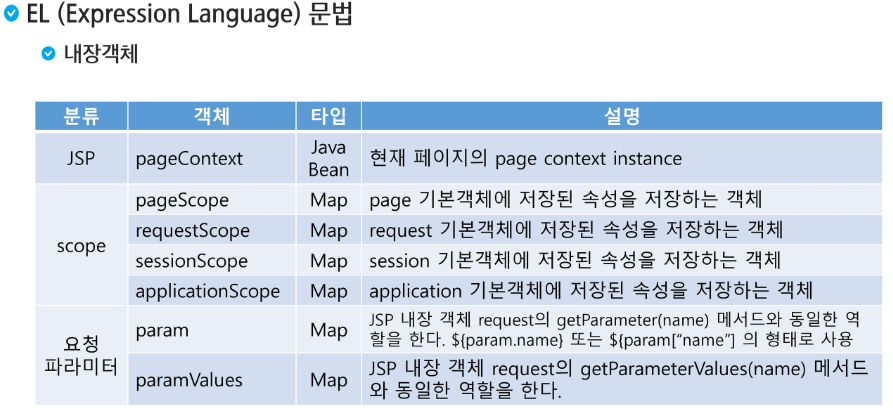 EL (Expression Language) 문법
내장객체
분류 객체 타입 설명
JSP pageContext Java Bean 현재 페이지의 page context instance
scope
pageScope Map page 기본객체에 저장된 속성을 저장하는 객체
requestScope Map request 기본객체에 저장된 속성을 저장하는 객체
sessionScope Map session 기본객체에 저장된 속성을 저장하는 객체
applicationScope Map application 기본객체에 저장된 속성을 저장하는 객체
요청
파라미터
param Map JSP 내장 객체 request의 getParameter(name) 메서드와 동일한 역
할을 한다. ${param.name} 또는 ${param[“name”] 의 형태로 사용
paramValues Map JSP 내장 객체 request의 getParameterValues(name) 메서드
와 동일한 역할을 한다.